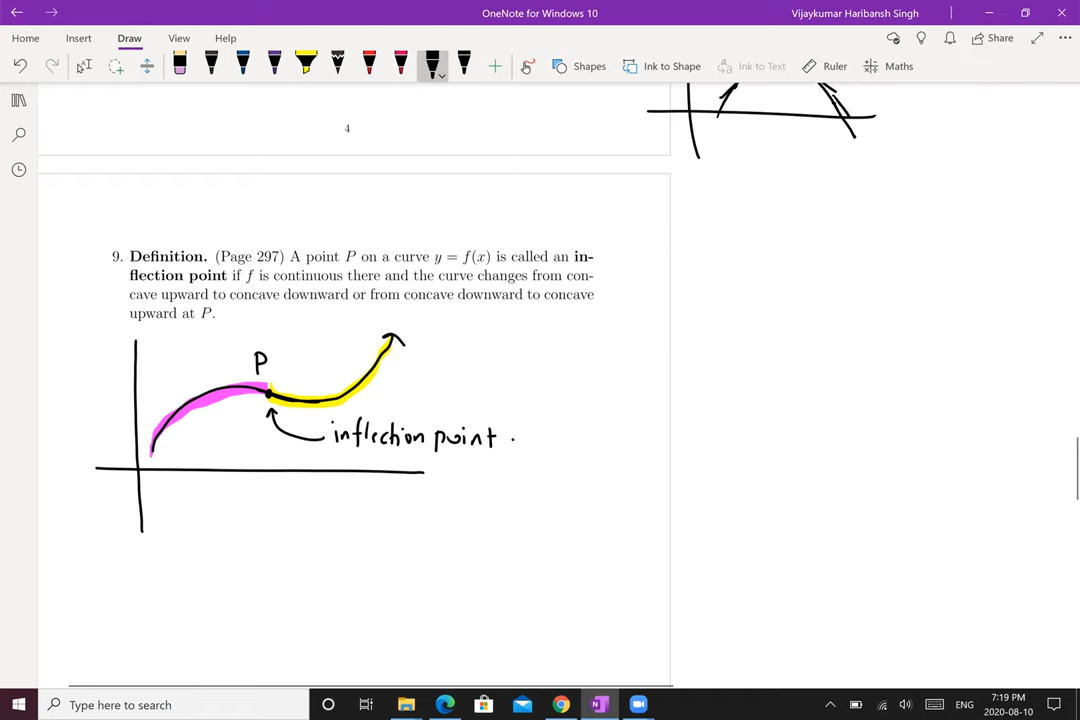 OneNote for Windows 10
Vijaykumar Haribansh Singh
Home Insert Draw View Help
Share
Shapes Ink to Shape Ink to Text Ruler Maths
4
9. Definition. (Page 297) A point P on a curve y = f(x) is called an in-
flection point if f is continuous there and the curve changes from con-
cave upward to concave downward or from concave downward to concave
upward at P.
P
inflection point .
Type here to search
ENG
7:19 PM
2020-08-10